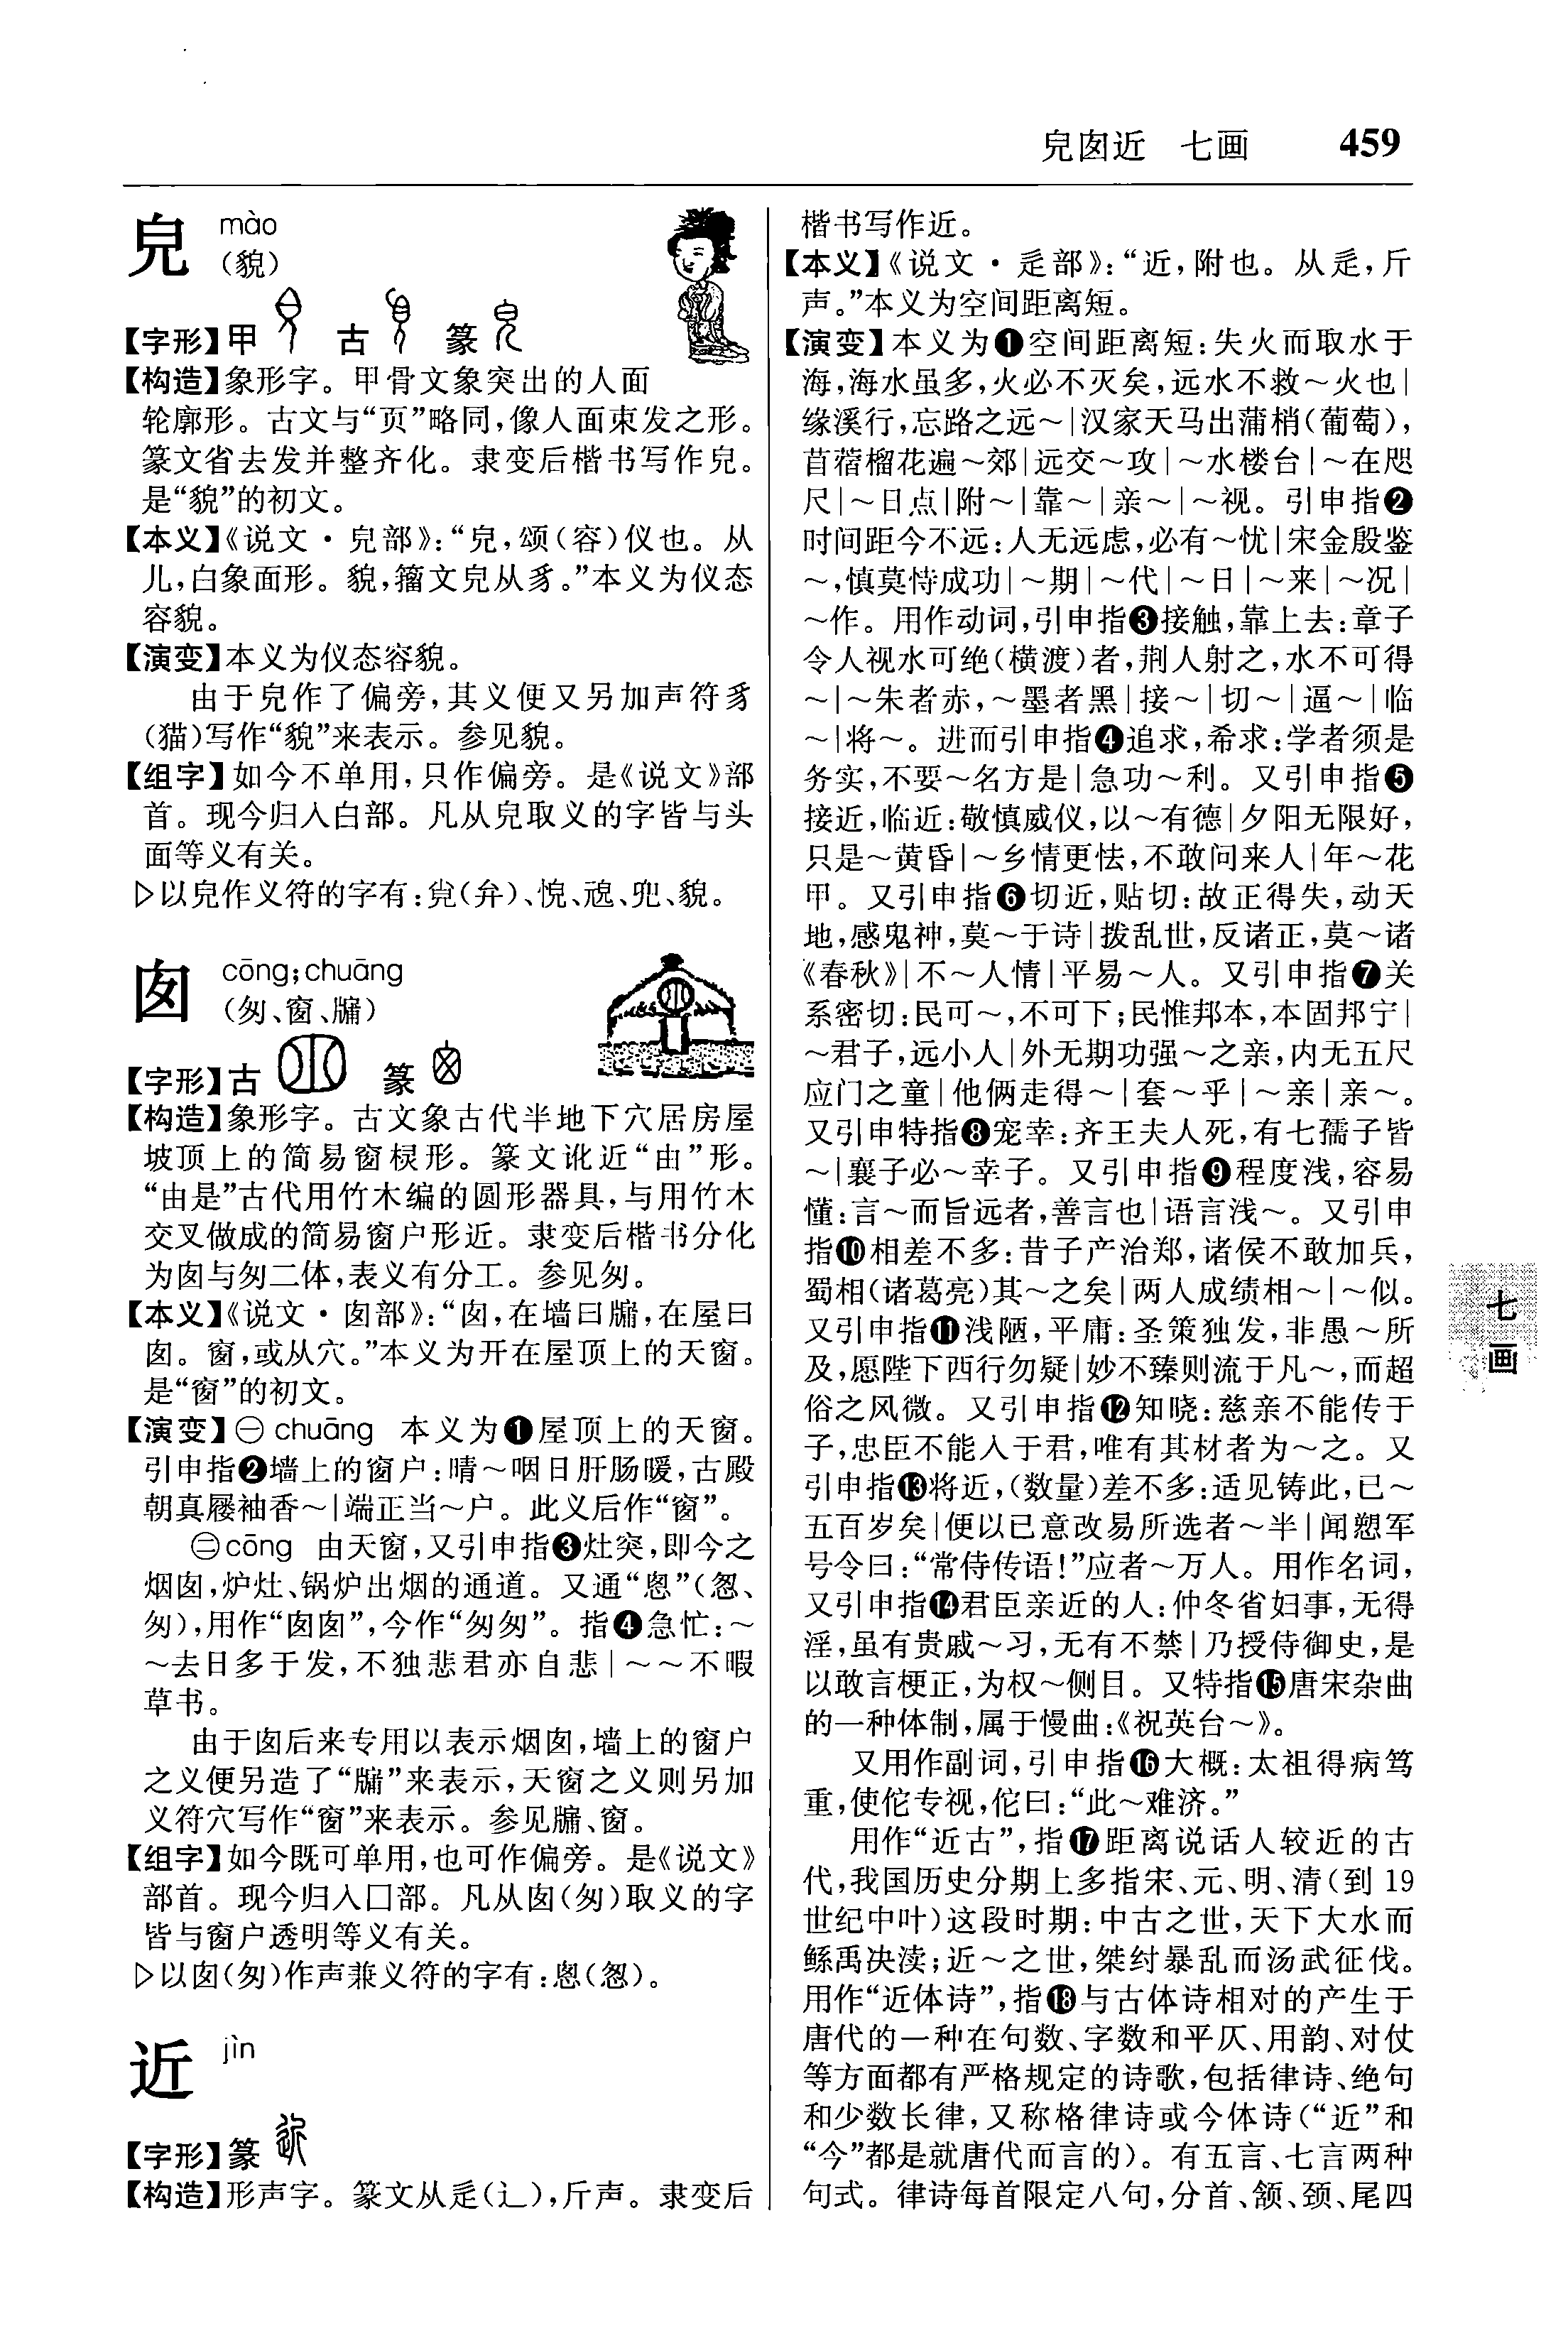 皃囱近　七画　459
皃 mào
（貌）
【字形】甲 古 篆
【构造】象形字。甲骨文象突出的人面
轮廓形。古文与“页”略同，像人面束发之形。
篆文省去发并整齐化。隶变后楷书写作皃。
是“貌”的初文。
【本义】《说文·皃部》：“皃，颂（容）仪也。从
儿，白象面形。貌，籀文皃从豸。”本义为仪态
容貌。
【演变】本义为仪态容貌。
由于皃作了偏旁，其义便又另加声符豸
（猫）写作“貌”来表示。参见貌。
【组字】如今不单用，只作偏旁。是《说文》部
首。现今归入白部。凡从皃取义的字皆与头
面等义有关。
▷以皃作义符的字有：㝸（弁）、㒵、兜、貌。
囱 cōng；chuāng
（匆、窗、牖）
【字形】古 篆
【构造】象形字。古文象古代半地下穴居房屋
坡顶上的简易窗棂形。篆文讹近“由”形。
“由是”古代用竹木编的圆形器具，与用竹木
交叉做成的简易窗户形近。隶变后楷书分化
为囱与匆二体，表义有分工。参见匆。
【本义】《说文·囱部》：“囱，在墙曰牖，在屋曰
囱。窗，或从穴。”本义为开在屋顶上的天窗。
是“窗”的初文。
【演变】㊀chuāng 本义为❶屋顶上的天窗。
引申指❷墙上的窗户：晴～咽日肝肠暖，古殿
朝真屦袖香～|端正当～户。此义后作“窗”。
㊁cōng 由天窗，又引申指❸灶突，即今之
烟囱，炉灶、锅炉出烟的通道。又通“悤”（怱、
匆），用作“囱囱”，今作“匆匆”。指❹急忙：～
～去日多于发，不独悲君亦自悲|～～不暇
草书。
由于囱后来专用以表示烟囱，墙上的窗户
之义便另造了“牖”来表示，天窗之义则另加
义符穴写作“窗”来表示。参见牖、窗。
【组字】如今既可单用，也可作偏旁。是《说文》
部首。现今归入囗部。凡从囱（匆）取义的字
皆与窗户透明等义有关。
▷以囱（匆）作声兼义符的字有：悤（怱）。
近 jìn
【字形】篆
【构造】形声字。篆文从辵（辶），斤声。隶变后
楷书写作近。
【本义】《说文·辵部》：“近，附也。从辵，斤
声。”本义为空间距离短。
【演变】本义为❶空间距离短：失火而取水于
海，海水虽多，火必不灭矣，远水不救～火也|
缘溪行，忘路之远～|汉家天马出蒲梢（葡萄），
苜蓿榴花遍～郊|远交～攻|～水楼台|～在咫
尺|～日点|附～|靠～|亲～|～视。引申指❷
时间距今不远：人无远虑，必有～忧|宋金殷鉴
～，慎莫恃成功|～期|～代|～日|～来|～况|
～作。用作动词，引申指❸接触，靠上去：章子
令人视水可绝（横渡）者，荆人射之，水不可得
～|～朱者赤，～墨者黑|接～|切～|逼～|临
～|将～。进而引申指❹追求，希求：学者须是
务实，不要～名方是|急功～利。又引申指❺
接近，临近：敬慎威仪，以～有德|夕阳无限好，
只是～黄昏|～乡情更怯，不敢问来人|年～花
甲。又引申指❻切近，贴切：故正得失，动天
地，感鬼神，莫～于诗|拨乱世，反诸正，莫～诸
《春秋》|不～人情|平易～人。又引申指❼关
系密切：民可～，不可下；民惟邦本，本固邦宁|
～君子，远小人|外无期功强～之亲，内无五尺
应门之童|他俩走得～|套～乎|～亲|亲～。
又引申特指❽宠幸：齐王夫人死，有七孺子皆
～|襄子必～幸子。又引申指❾程度浅，容易
懂：言～而旨远者，善言也|语言浅～。又引申
指❿相差不多：昔子产治郑，诸侯不敢加兵，
蜀相（诸葛亮）其～之矣|两人成绩相～|～似。
又引申指⓫浅陋，平庸：圣策独发，非愚～所
及，愿陛下西行勿疑|妙不臻则流于凡～，而超
俗之风微。又引申指⓬知晓：慈亲不能传于
子，忠臣不能入于君，唯有其材者为～之。又
引申指⓭将近，（数量）差不多：适见铸此，已～
五百岁矣|便以已意改易所选者～半|闻愬军
号令曰：“常侍传语！”应者～万人。用作名词，
又引申指⓮君臣亲近的人：仲冬省妇事，无得
淫，虽有贵戚～习，无有不禁|乃授侍御史，是
以敢言梗正，为权～侧目。又特指⓯唐宋杂曲
的一种体制，属于慢曲：《祝英台～》。
又用作副词，引申指⓰大概：太祖得病笃
重，使佗专视，佗曰：“此～难济。”
用作“近古”，指⓱距离说话人较近的古
代，我国历史分期上多指宋、元、明、清（到19
世纪中叶）这段时期：中古之世，天下大水而
鲧禹决渎；近～之世，桀纣暴乱而汤武征伐。
用作“近体诗”，指⓲与古体诗相对的产生于
唐代的一种在句数、字数和平仄、用韵、对仗
等方面都有严格规定的诗歌，包括律诗、绝句
和少数长律，又称格律诗或今体诗（“近”和
“今”都是就唐代而言的）。有五言、七言两种
句式。律诗每首限定八句，分首、颔、颈、尾四
七画